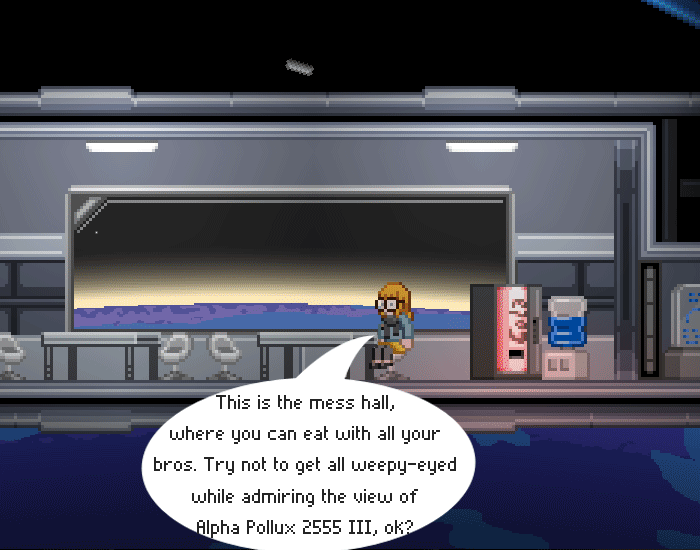 This is the mess hall,
where you can eat with all your
bros. Try not to get all weepy-eyed
while admiring the view of
Alpha Pollux 2555 III, ok?